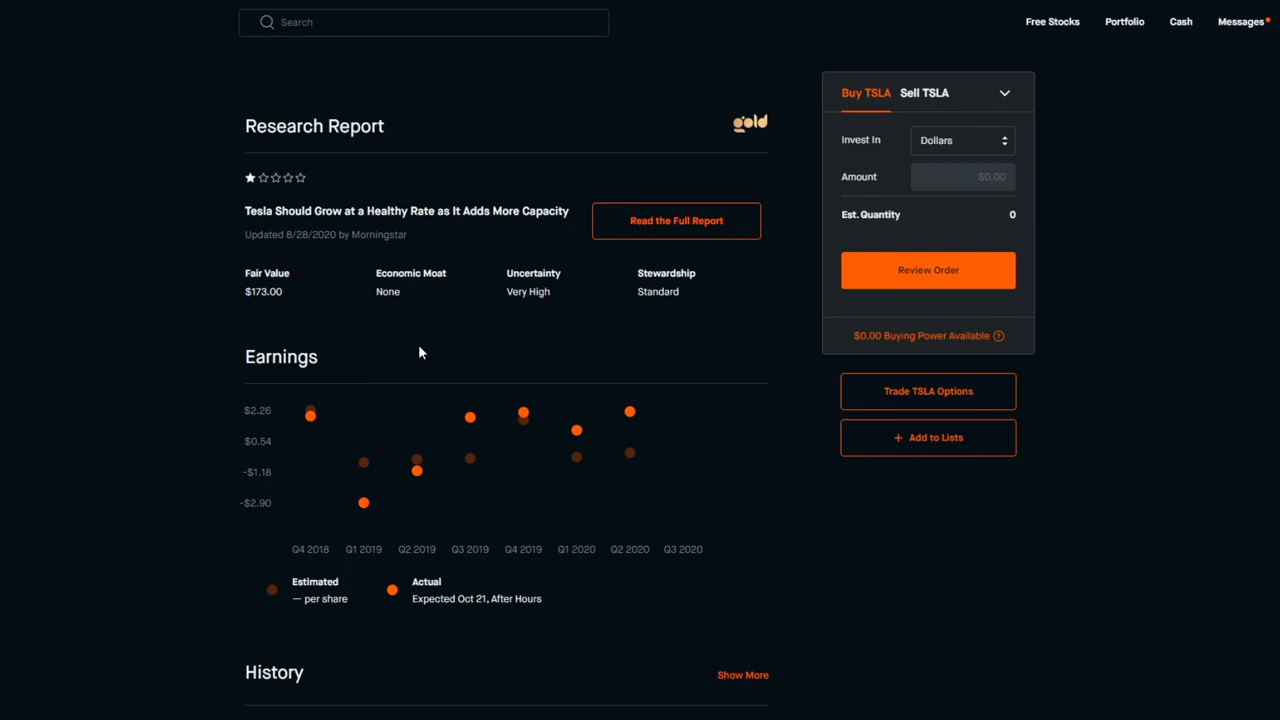 Search
Free Stocks Portfolio Cash Messages
Buy TSLA Sell TSLA
Research Report
gold
Invest In Dollars
Amount $0.00
Tesla Should Grow at a Healthy Rate as It Adds More Capacity
Updated 8/28/2020 by Morningstar
Read the Full Report
Est. Quantity 0
Fair Value Economic Moat Uncertainty Stewardship
$173.00 None Very High Standard
Review Order
$0.00 Buying Power Available ?
Earnings
Trade TSLA Options
+ Add to Lists
$2.26
$0.54
-$1.18
-$2.90
Q4 2018 Q1 2019 Q2 2019 Q3 2019 Q4 2019 Q1 2020 Q2 2020 Q3 2020
Estimated Actual
— per share Expected Oct 21, After Hours
History Show More